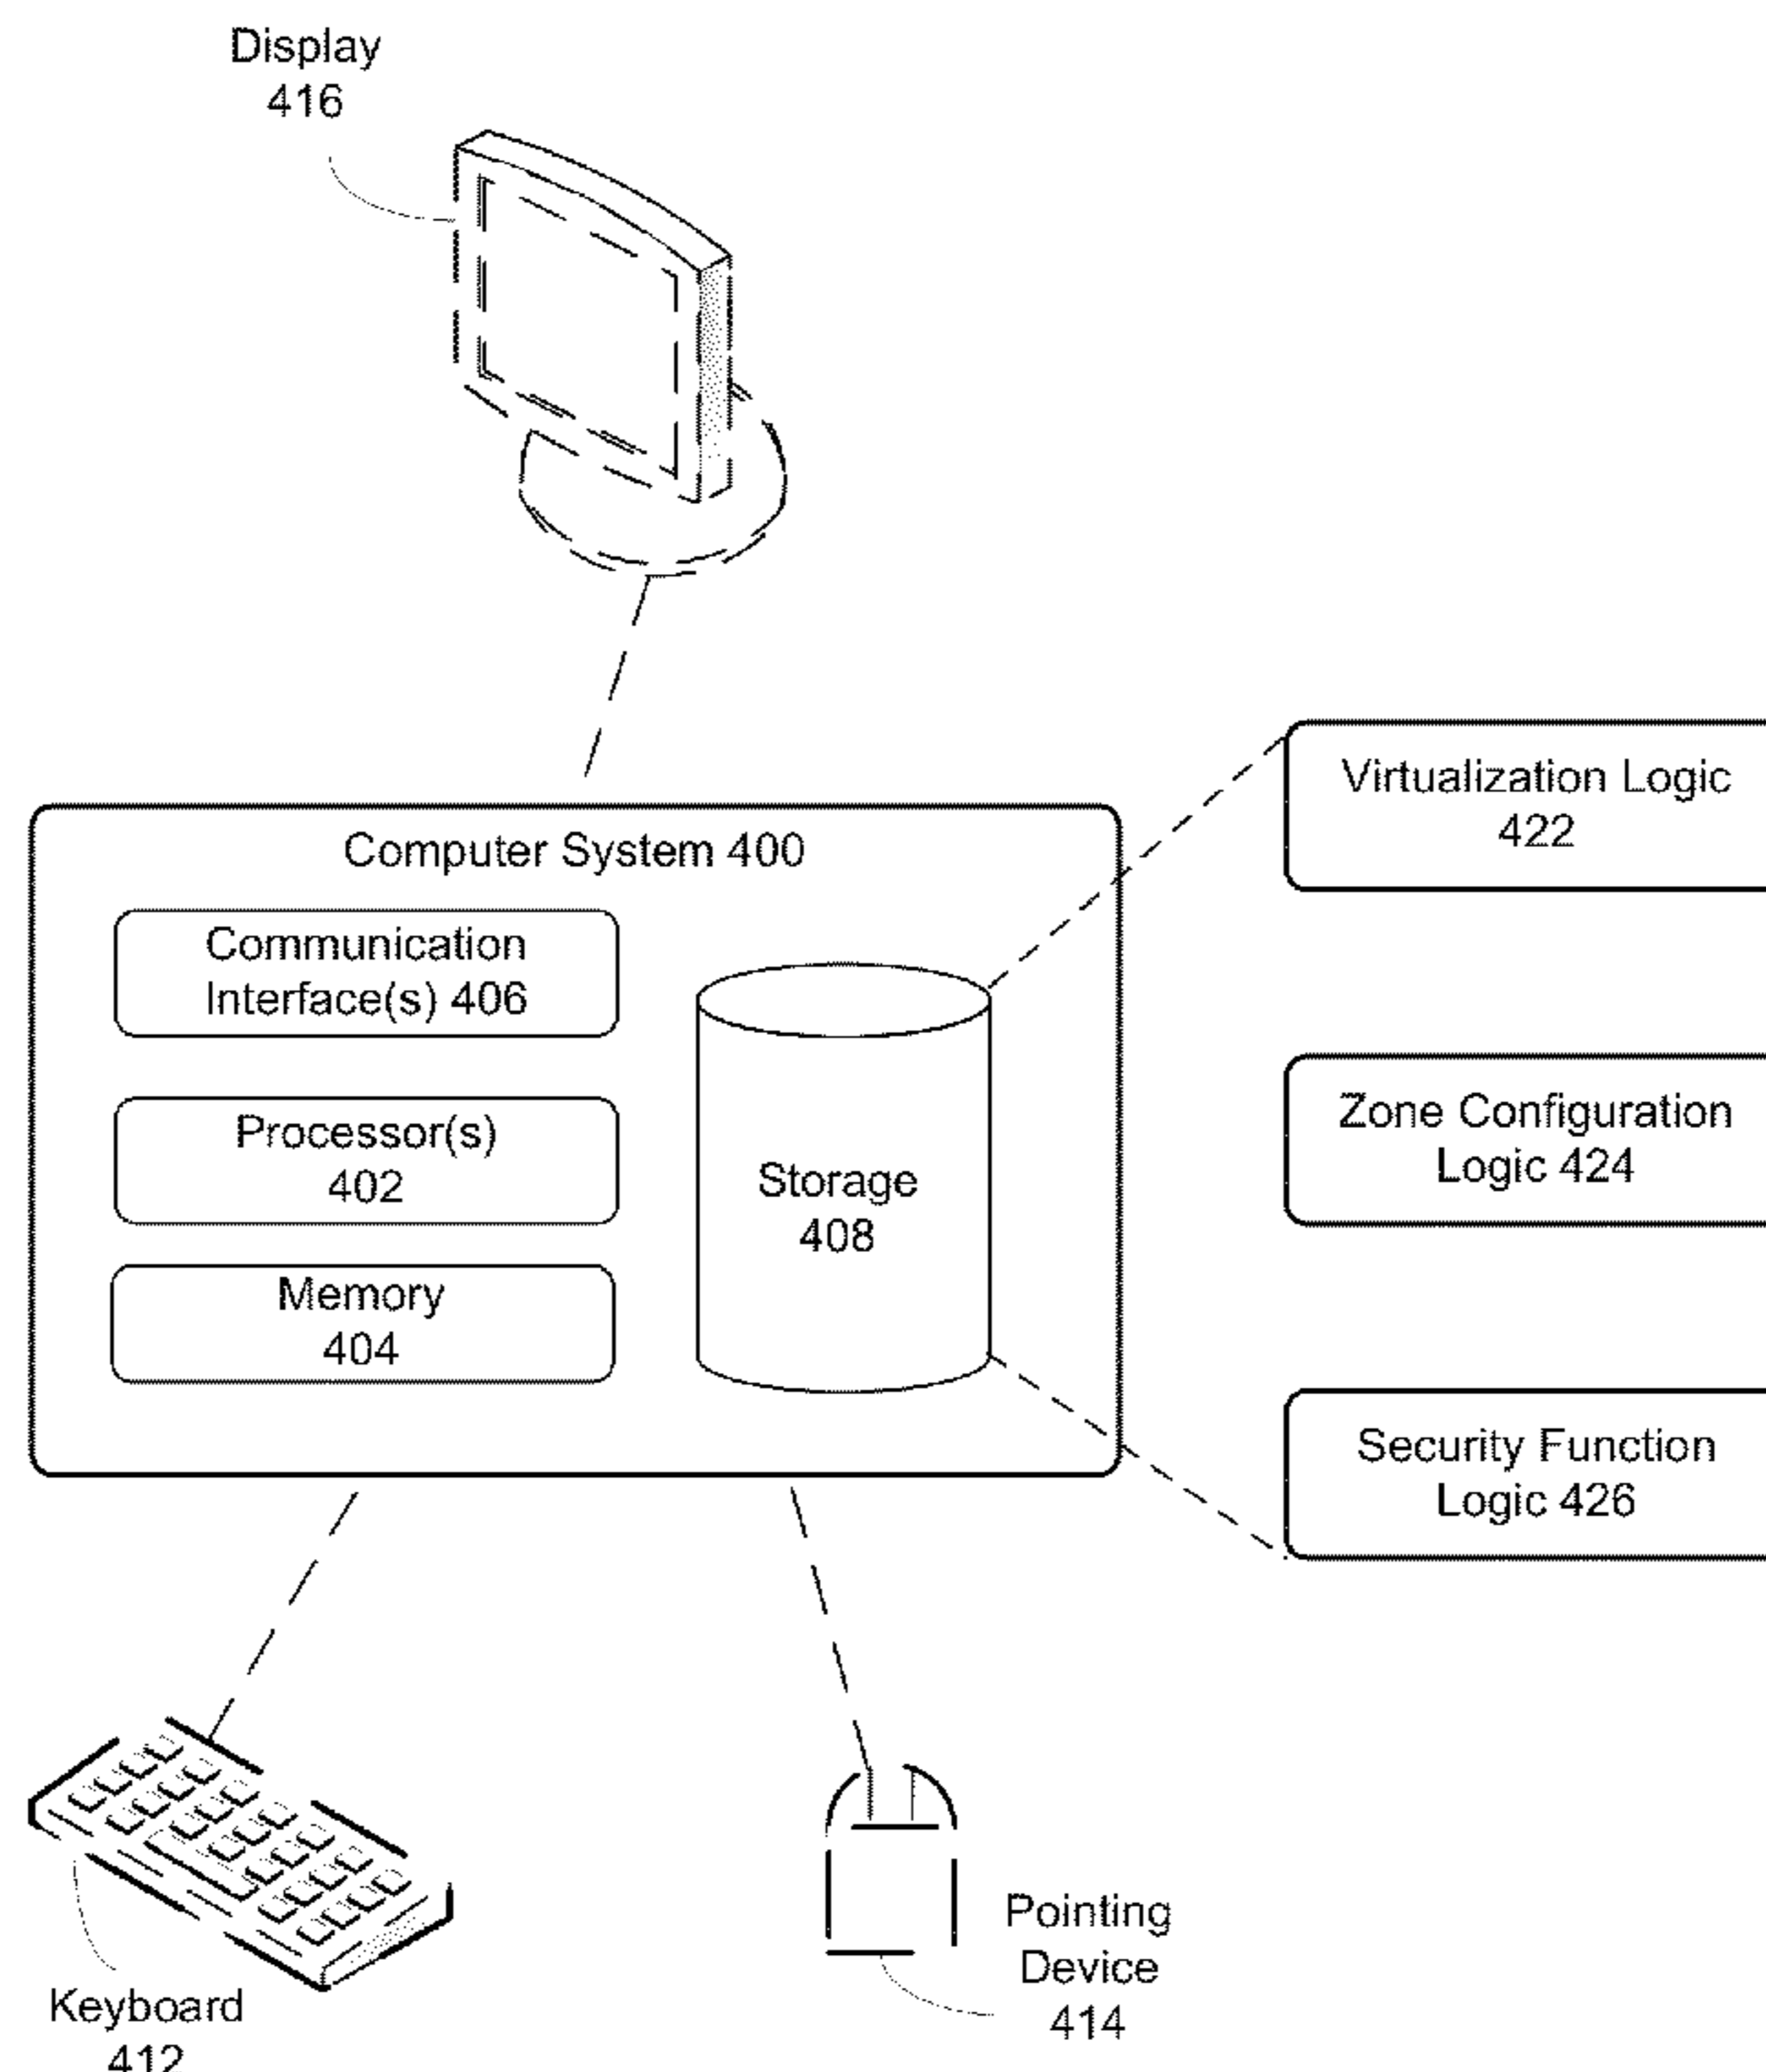 Display
416
Virtualization Logic
422
Computer System 400
Communication
Interface(s) 406
Processor(s)
402
Memory
404
Storage
408
Zone Configuration
Logic 424
Security Function
Logic 426
Keyboard
412
Pointing
Device
414